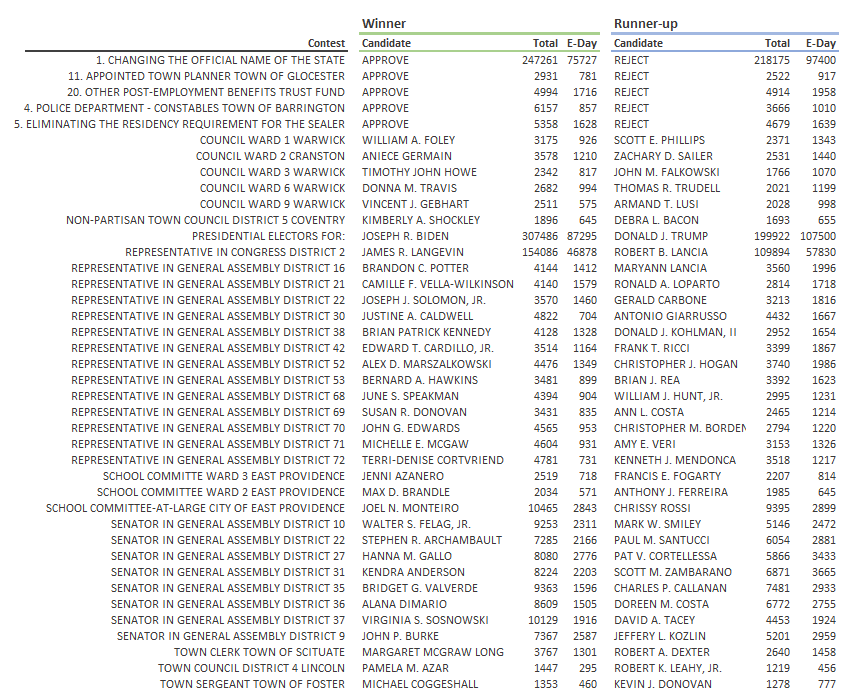 Winner Runner-up
Contest Candidate Total E-Day Candidate Total E-Day
1. CHANGING THE OFFICIAL NAME OF THE STATE APPROVE 247261 75727 REJECT 218175 97400
11. APPOINTED TOWN PLANNER TOWN OF GLOCESTER APPROVE 2931 781 REJECT 2522 917
20. OTHER POST-EMPLOYMENT BENEFITS TRUST FUND APPROVE 4994 1716 REJECT 4914 1958
4. POLICE DEPARTMENT - CONSTABLES TOWN OF BARRINGTON APPROVE 6157 857 REJECT 3666 1010
5. ELIMINATING THE RESIDENCY REQUIREMENT FOR THE SEALER APPROVE 5358 1628 REJECT 4679 1639
COUNCIL WARD 1 WARWICK WILLIAM A. FOLEY 3175 926 SCOTT E. PHILLIPS 2371 1343
COUNCIL WARD 2 CRANSTON ANIECE GERMAIN 3578 1210 ZACHARY D. SAILER 2531 1440
COUNCIL WARD 3 WARWICK TIMOTHY JOHN HOWE 2342 817 JOHN M. FALKOWSKI 1766 1070
COUNCIL WARD 6 WARWICK DONNA M. TRAVIS 2682 994 THOMAS R. TRUDELL 2021 1199
COUNCIL WARD 9 WARWICK VINCENT J. GEBHART 2511 575 ARMAND T. LUSI 2028 998
NON-PARTISAN TOWN COUNCIL DISTRICT 5 COVENTRY KIMBERLY A. SHOCKLEY 1896 645 DEBRA L. BACON 1693 655
PRESIDENTIAL ELECTORS FOR: JOSEPH R. BIDEN 307486 87295 DONALD J. TRUMP 199922 107500
REPRESENTATIVE IN CONGRESS DISTRICT 2 JAMES R. LANGEVIN 154086 46878 ROBERT B. LANCIA 109894 57830
REPRESENTATIVE IN GENERAL ASSEMBLY DISTRICT 16 BRANDON C. POTTER 4144 1412 MARYANN LANCIA 3560 1996
REPRESENTATIVE IN GENERAL ASSEMBLY DISTRICT 21 CAMILLE F. VELLA-WILKINSON 4140 1579 RONALD A. LOPARTO 2814 1718
REPRESENTATIVE IN GENERAL ASSEMBLY DISTRICT 22 JOSEPH J. SOLOMON, JR. 3570 1460 GERALD CARBONE 3213 1816
REPRESENTATIVE IN GENERAL ASSEMBLY DISTRICT 30 JUSTINE A. CALDWELL 4822 704 ANTONIO GIARRUSSO 4432 1667
REPRESENTATIVE IN GENERAL ASSEMBLY DISTRICT 38 BRIAN PATRICK KENNEDY 4128 1328 DONALD J. KOHLMAN, II 2952 1654
REPRESENTATIVE IN GENERAL ASSEMBLY DISTRICT 42 EDWARD T. CARDILLO, JR. 3514 1164 FRANK T. RICCI 3399 1867
REPRESENTATIVE IN GENERAL ASSEMBLY DISTRICT 52 ALEX D. MARSZALKOWSKI 4476 1349 CHRISTOPHER J. HOGAN 3740 1986
REPRESENTATIVE IN GENERAL ASSEMBLY DISTRICT 53 BERNARD A. HAWKINS 3481 899 BRIAN J. REA 3392 1623
REPRESENTATIVE IN GENERAL ASSEMBLY DISTRICT 68 JUNE S. SPEAKMAN 4394 904 WILLIAM J. HUNT, JR. 2995 1231
REPRESENTATIVE IN GENERAL ASSEMBLY DISTRICT 69 SUSAN R. DONOVAN 3431 835 ANN L. COSTA 2465 1214
REPRESENTATIVE IN GENERAL ASSEMBLY DISTRICT 70 JOHN G. EDWARDS 4565 953 CHRISTOPHER M. BORDEN 2794 1220
REPRESENTATIVE IN GENERAL ASSEMBLY DISTRICT 71 MICHELLE E. MCGAW 4604 931 AMY E. VERI 3153 1326
REPRESENTATIVE IN GENERAL ASSEMBLY DISTRICT 72 TERRI-DENISE CORTVRIEND 4781 731 KENNETH J. MENDONCA 3518 1217
SCHOOL COMMITTE WARD 3 EAST PROVIDENCE JENNI AZANERO 2519 718 FRANCIS E. FOGARTY 2207 814
SCHOOL COMMITTEE WARD 2 EAST PROVIDENCE MAX D. BRANDLE 2034 571 ANTHONY J. FERREIRA 1985 645
SCHOOL COMMITTEE-AT-LARGE CITY OF EAST PROVIDENCE JOEL N. MONTEIRO 10465 2843 CHRISSY ROSSI 9395 2899
SENATOR IN GENERAL ASSEMBLY DISTRICT 10 WALTER S. FELAG, JR. 9253 2311 MARK W. SMILEY 5146 2472
SENATOR IN GENERAL ASSEMBLY DISTRICT 22 STEPHEN R. ARCHAMBAULT 7285 2166 PAUL M. SANTUCCI 6054 2881
SENATOR IN GENERAL ASSEMBLY DISTRICT 27 HANNA M. GALLO 8080 2776 PAT V. CORTELLESSA 5866 3433
SENATOR IN GENERAL ASSEMBLY DISTRICT 31 KENDRA ANDERSON 8224 2203 SCOTT M. ZAMBARANO 6871 3665
SENATOR IN GENERAL ASSEMBLY DISTRICT 35 BRIDGET G. VALVERDE 9363 1596 CHARLES P. CALLANAN 7481 2933
SENATOR IN GENERAL ASSEMBLY DISTRICT 36 ALANA DIMARIO 8609 1505 DOREEN M. COSTA 6772 2755
SENATOR IN GENERAL ASSEMBLY DISTRICT 37 VIRGINIA S. SOSNOWSKI 10129 1916 DAVID A. TACEY 4453 1924
SENATOR IN GENERAL ASSEMBLY DISTRICT 9 JOHN P. BURKE 7367 2587 JEFFERY L. KOZLIN 5201 2959
TOWN CLERK TOWN OF SCITUATE MARGARET MCGRAW LONG 3767 1301 ROBERT A. DEXTER 2640 1458
TOWN COUNCIL DISTRICT 4 LINCOLN PAMELA M. AZAR 1447 295 ROBERT K. LEAHY, JR. 1219 456
TOWN SERGEANT TOWN OF FOSTER MICHAEL COGGESHALL 1353 460 KEVIN J. DONOVAN 1278 777